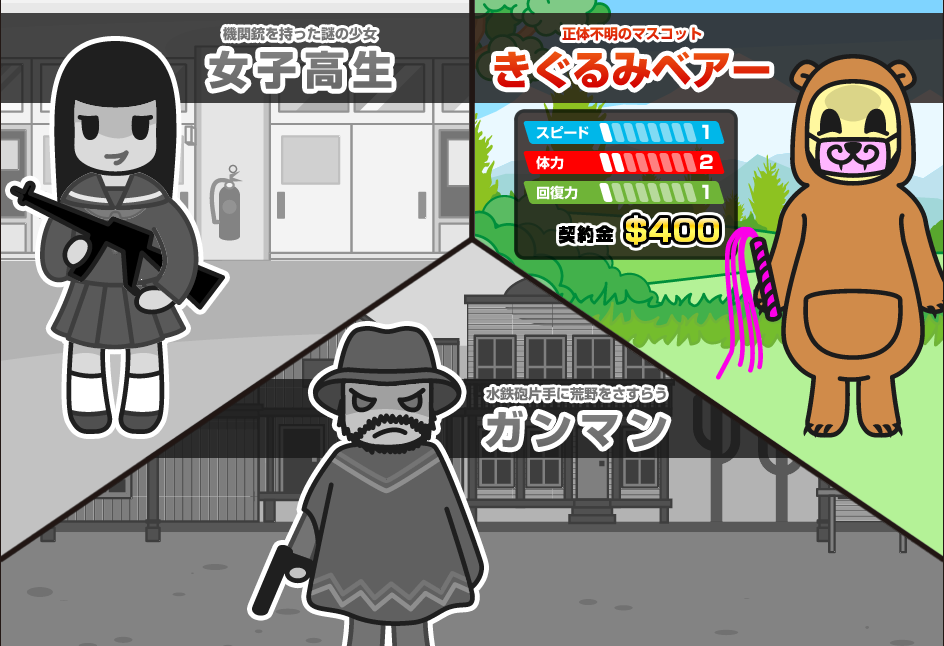 機関銃を持った謎の少女
女子高生
正体不明のマスコット
きぐるみベアー
スピード 1
体力 2
回復力 1
契約金 $400
水鉄砲片手に荒野をさすらう
ガンマン